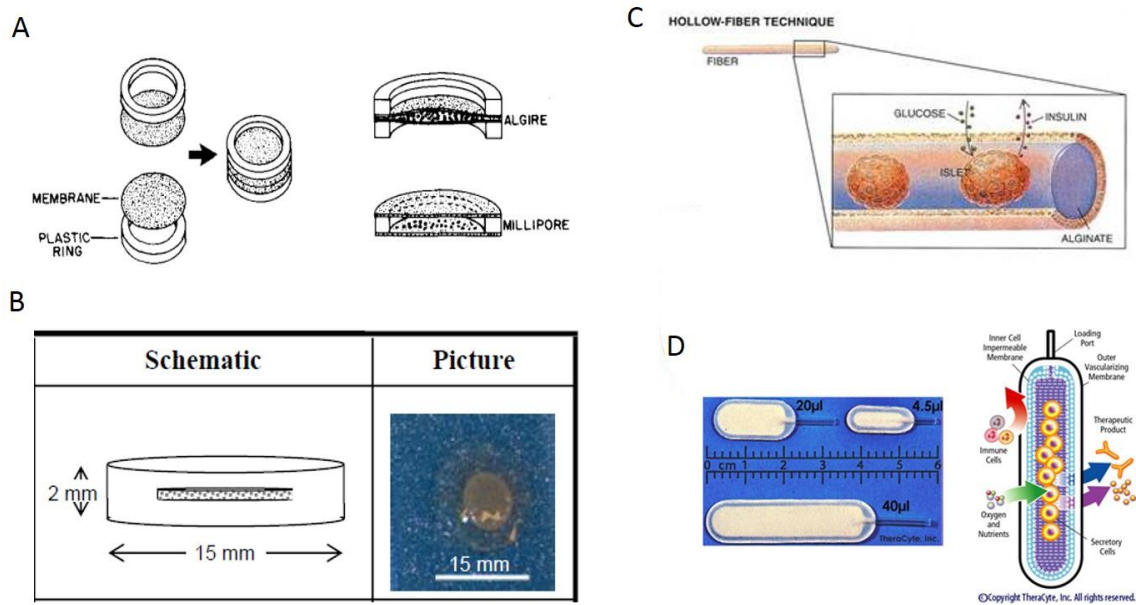 A
MEMBRANE
PLASTIC
RING
ALGIRE
MILLIPORE
B
Schematic
Picture
2 mm
15 mm
15 mm
C
HOLLOW-FIBER TECHNIQUE
FIBER
GLUCOSE
INSULIN
ISLET
ALGINATE
D
20µl
4.5µl
0 cm 1 2 3 4 5 6
40µl
TheraCyte, Inc.
Inner Cell
Impermeable
Membrane
Loading
Port
Outer
Vascularizing
Membrane
Immune
Cells
Therapeutic
Product
Oxygen
and
Nutrients
Secretory
Cells
©Copyright TheraCyte, Inc. All rights reserved.